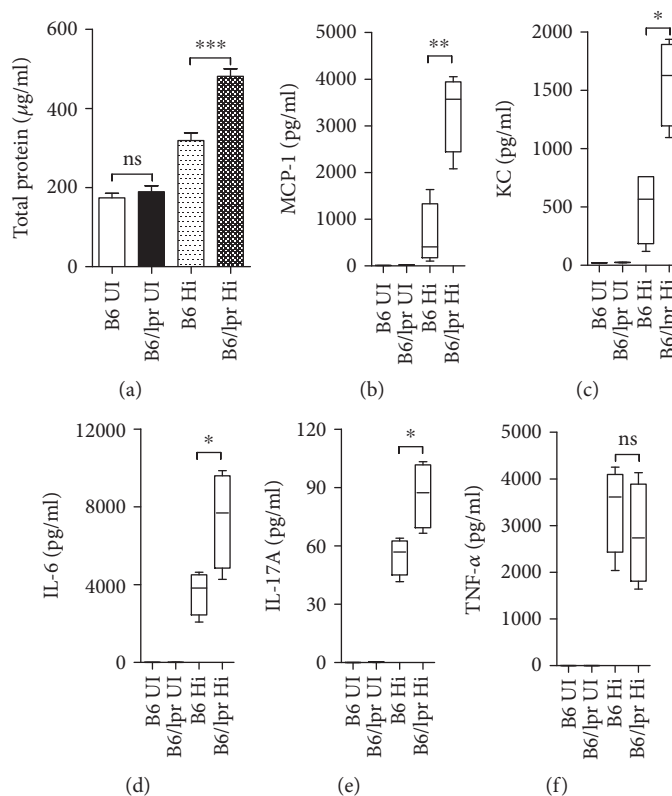 Total protein (µg/ml)
600
400
200
0
ns
***
B6 UI
B6/lpr UI
B6 Hi
B6/lpr Hi
(a)
MCP-1 (pg/ml)
5000
4000
3000
2000
1000
0
**
B6 UI
B6/lpr UI
B6 Hi
B6/lpr Hi
(b)
KC (pg/ml)
2000
1500
1000
500
0
*
B6 UI
B6/lpr UI
B6 Hi
B6/lpr Hi
(c)
IL-6 (pg/ml)
12000
8000
4000
0
*
B6 UI
B6/lpr UI
B6 Hi
B6/lpr Hi
(d)
IL-17A (pg/ml)
120
90
60
30
0
*
B6 UI
B6/lpr UI
B6 Hi
B6/lpr Hi
(e)
TNF-α (pg/ml)
5000
4000
3000
2000
1000
0
ns
B6 UI
B6/lpr UI
B6 Hi
B6/lpr Hi
(f)